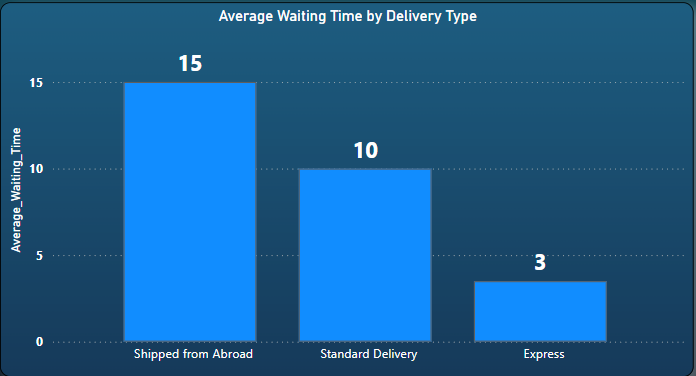 Average Waiting Time by Delivery Type
Average_Waiting_Time
15
10
5
0
15
10
3
Shipped from Abroad
Standard Delivery
Express